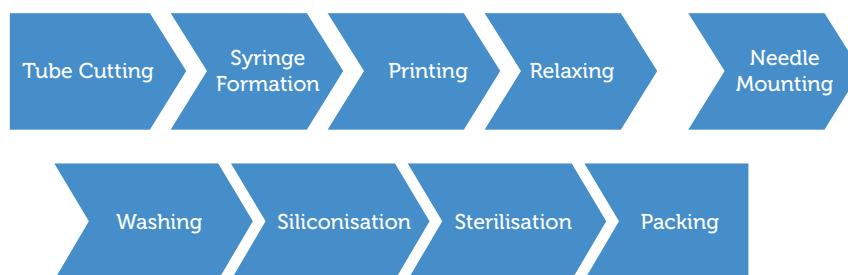 Tube Cutting
Syringe
Formation
Printing
Relaxing
Needle
Mounting
Washing
Siliconisation
Sterilisation
Packing